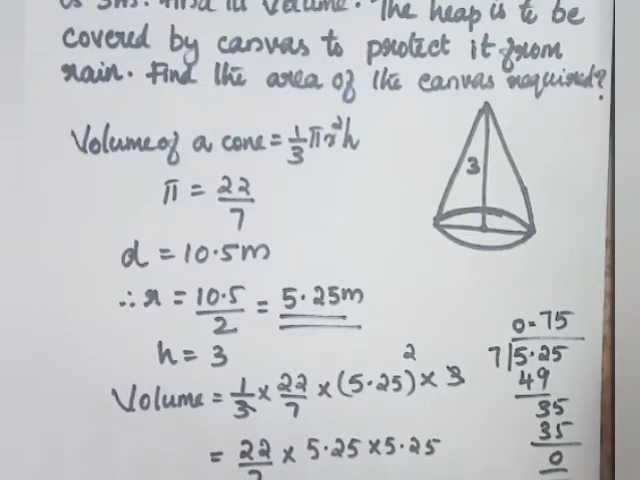 is 3m. Find its volume. The heap is to be
covered by canvas to protect it from
rain. Find the area of the canvas required?
Volume of a cone = 1/3 πr²h
π = 22/7
d = 10.5m
∴ r = 10.5/2 = 5.25m
h = 3
Volume = 1/3 × 22/7 × (5.25)² × 3
= 22/7 × 5.25 × 5.25
3
0.75
7 | 5.25
49
35
35
0